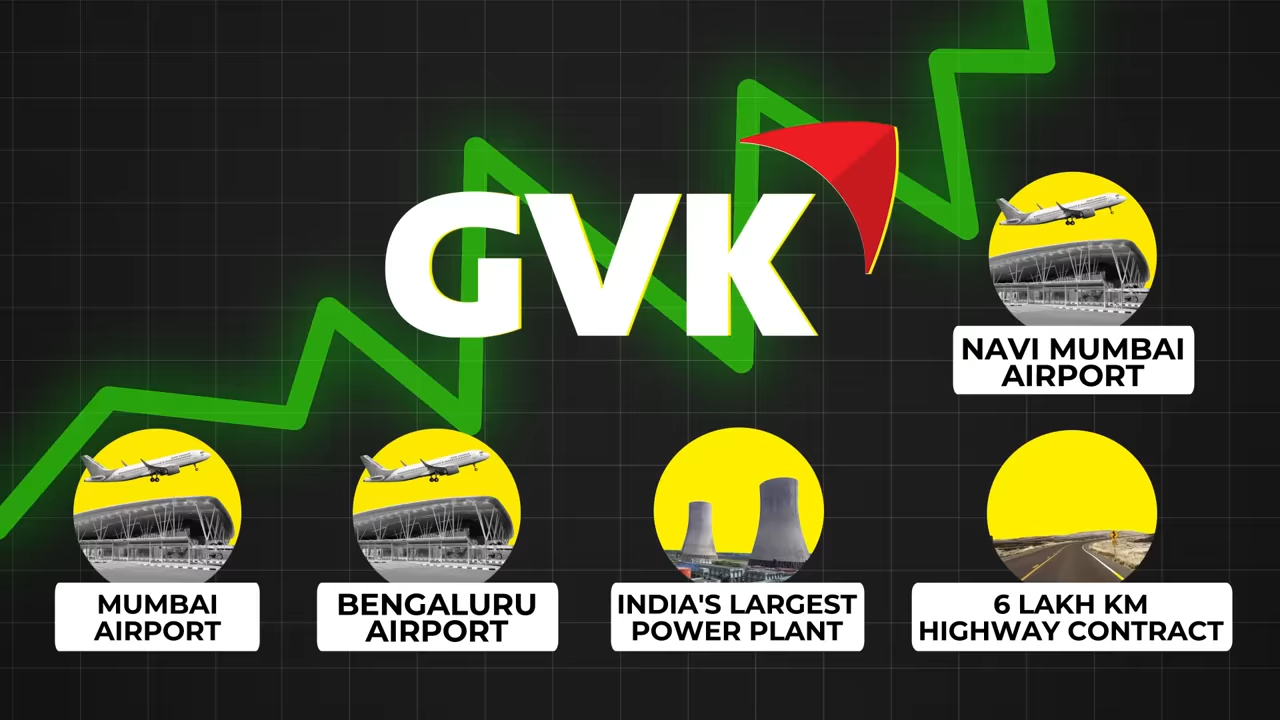 GVK
NAVI MUMBAI
AIRPORT
MUMBAI
AIRPORT
BENGALURU
AIRPORT
INDIA'S LARGEST
POWER PLANT
6 LAKH KM
HIGHWAY CONTRACT